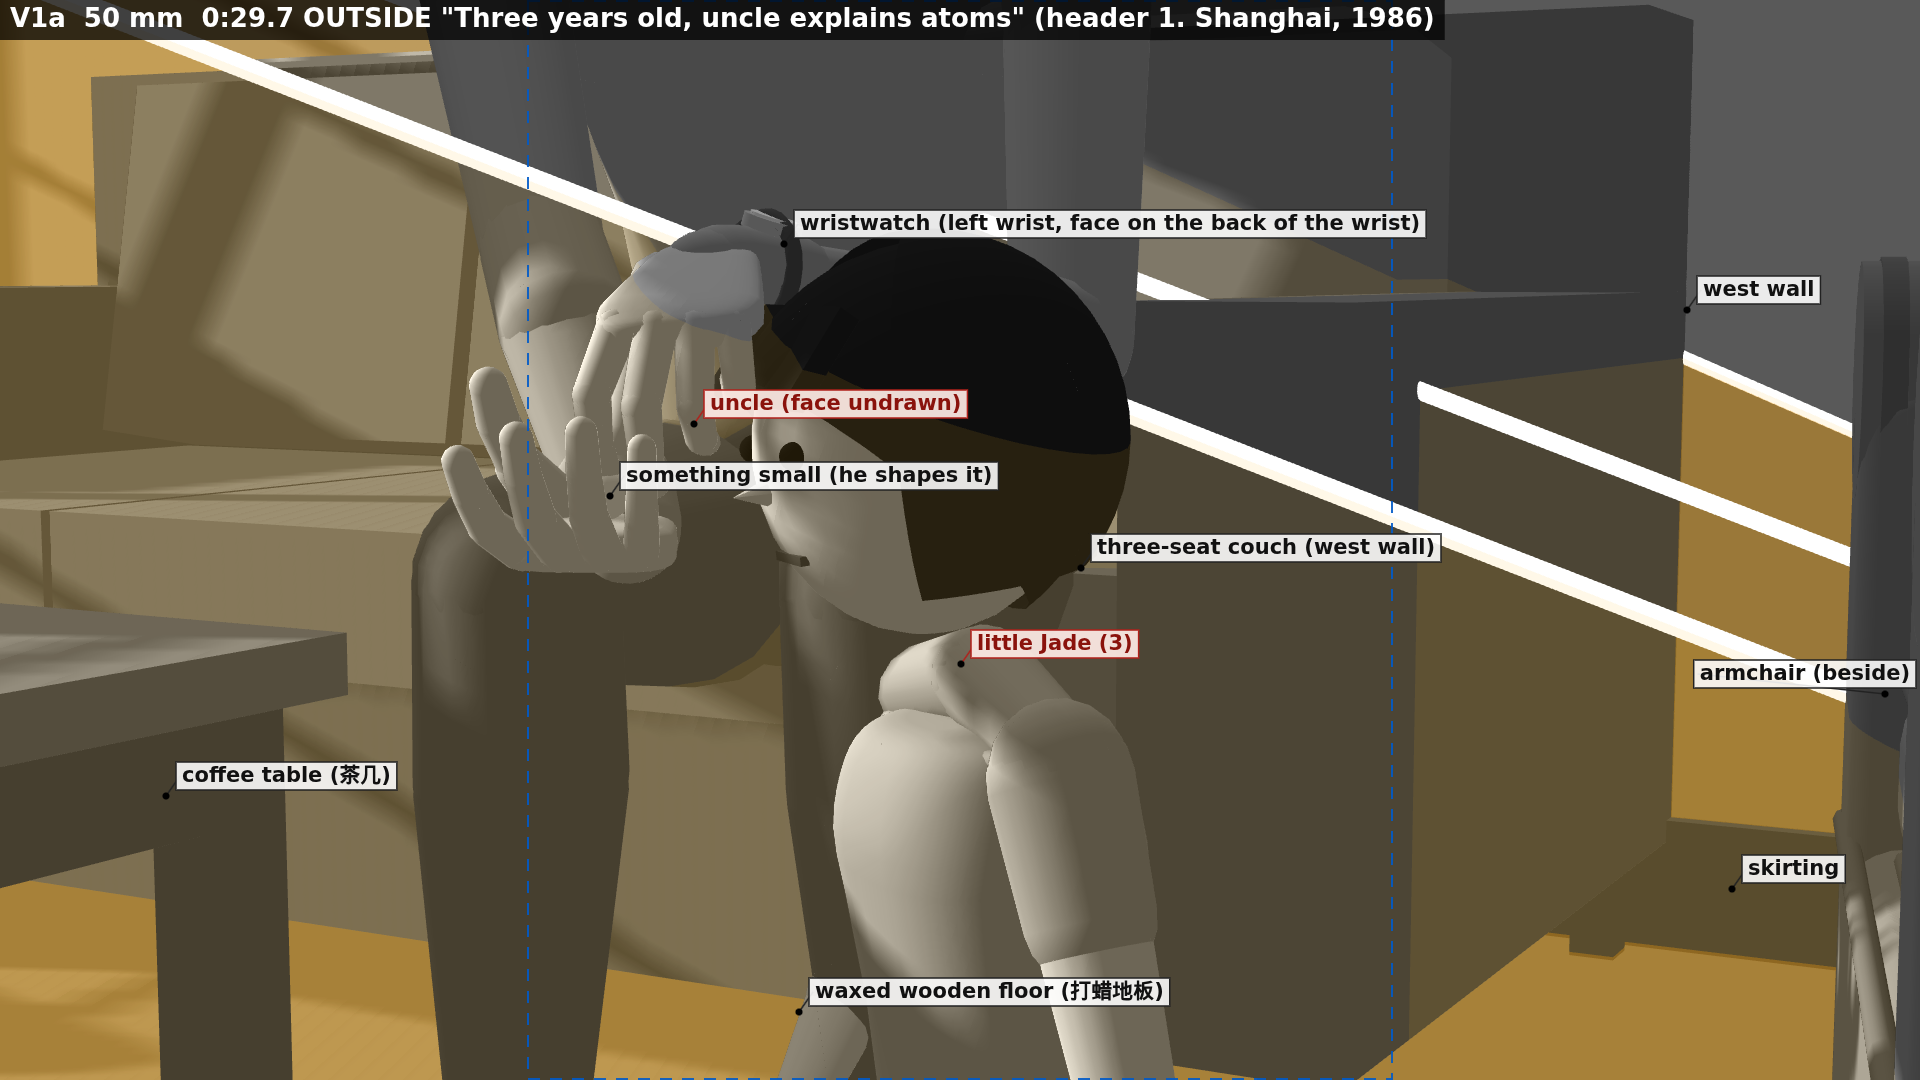 V1a 50 mm 0:29.7 OUTSIDE "Three years old, uncle explains atoms" (header 1. Shanghai, 1986)
wristwatch (left wrist, face on the back of the wrist)
west wall
uncle (face undrawn)
something small (he shapes it)
three-seat couch (west wall)
little Jade (3)
armchair (beside)
coffee table (茶几)
skirting
waxed wooden floor (打蜡地板)